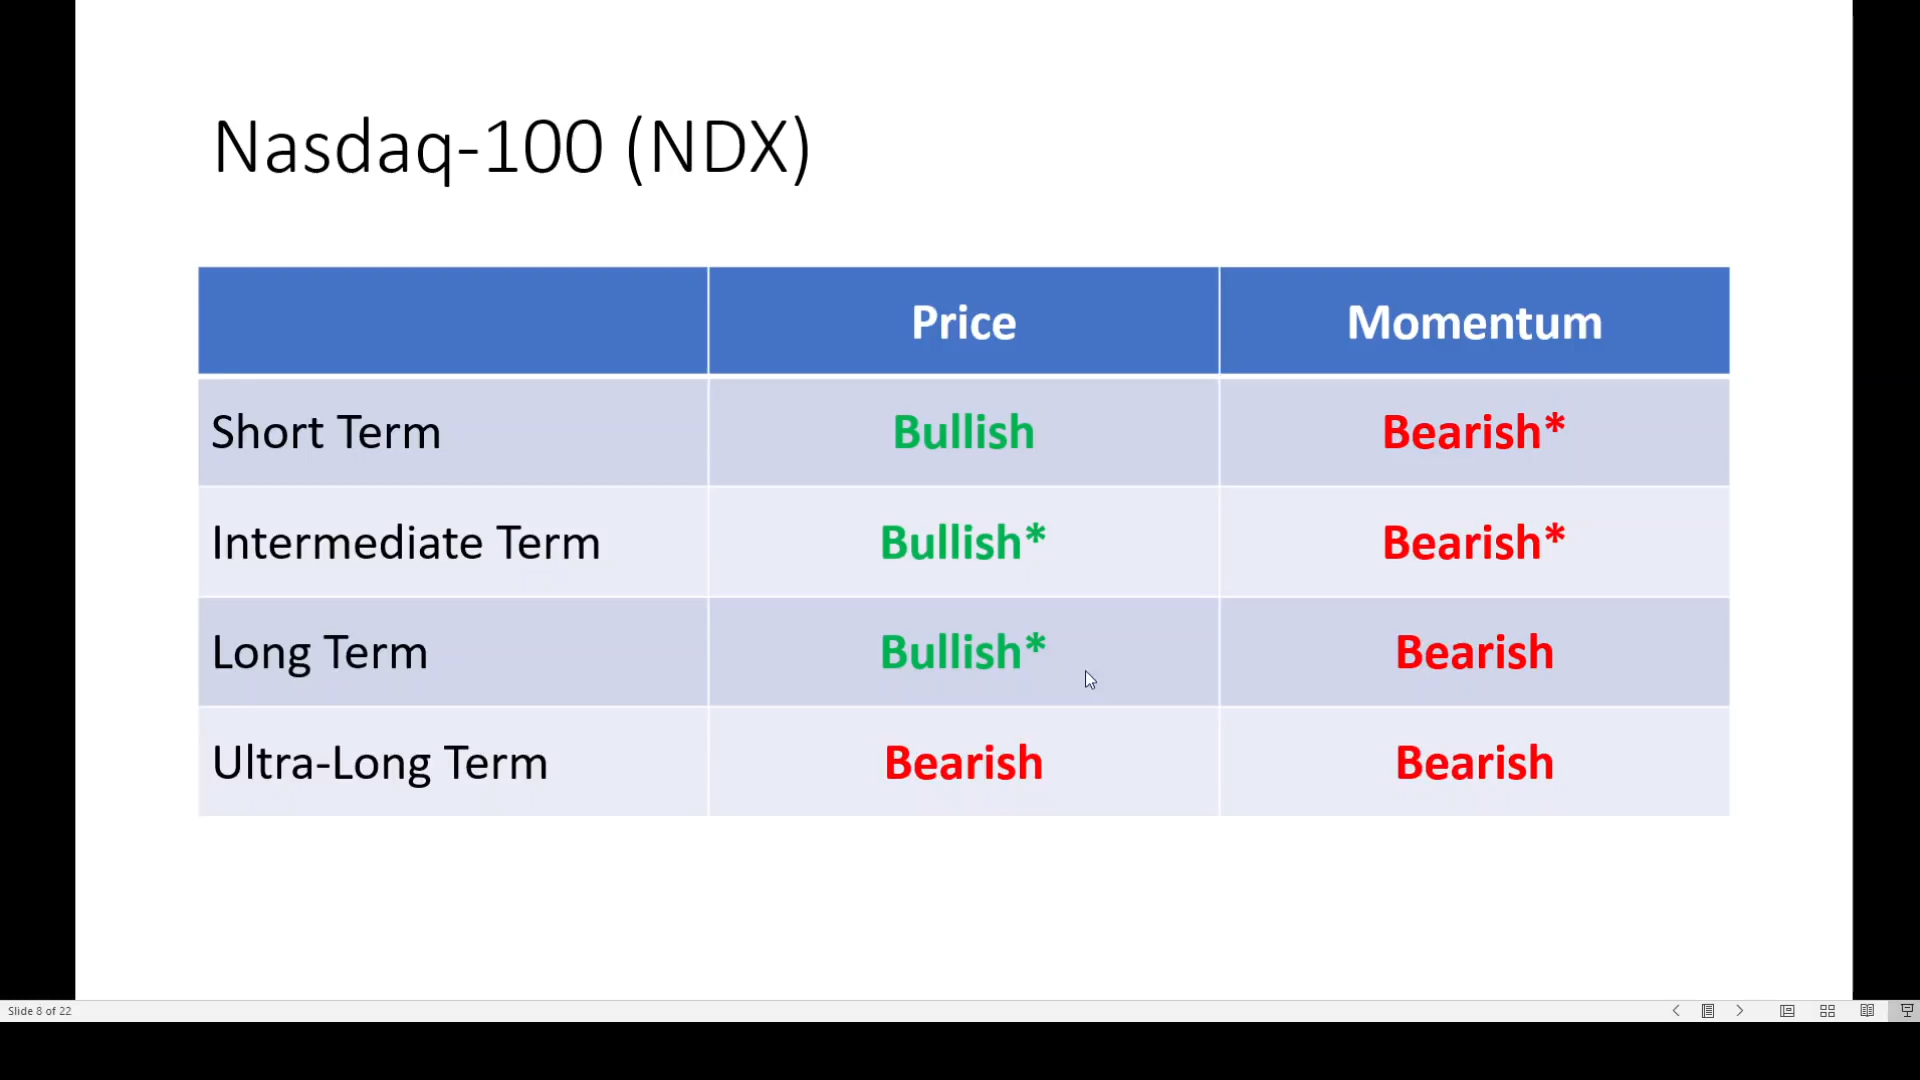 Nasdaq-100 (NDX)
Price Momentum
Short Term Bullish Bearish*
Intermediate Term Bullish* Bearish*
Long Term Bullish* Bearish
Ultra-Long Term Bearish Bearish
Slide 8 of 22